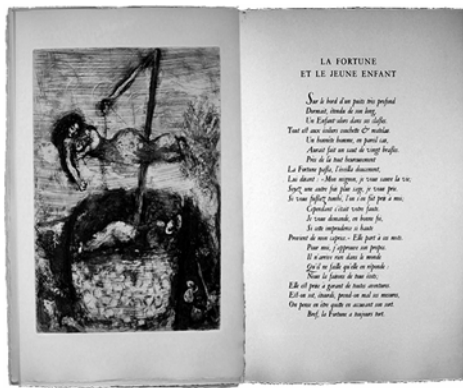 LA FORTUNE
ET LE JEUNE ENFANT
Sur le bord d'un puits très profond
Dormait, étendu de son long,
Un Enfant alors dans ses classes.
Tout est aux écoliers couchette & matelas.
Un honnête homme, en pareil cas,
Aurait fait un saut de vingt brasses.
Près de là tout heureusement
La Fortune passa, l'éveilla doucement,
Lui disant : – Mon mignon, je vous sauve la vie;
Soyez une autre fois plus sage, je vous prie.
Si vous fussiez tombé, l'on s'en fût pris à moi;
Cependant c'était votre faute.
Je vous demande, en bonne foi,
Si cette imprudence si haute
Provient de mon caprice. – Elle part à ces mots.
Pour moi, j'approuve son propos.
Il n'arrive rien dans le monde
Qu'il ne faille qu'elle en réponde :
Nous la faisons de tous écots;
Elle est prise à garant de toutes aventures.
Est-on sot, étourdi, prend-on mal ses mesures,
On pense en être quitte en accusant son sort.
Bref, la Fortune a toujours tort.